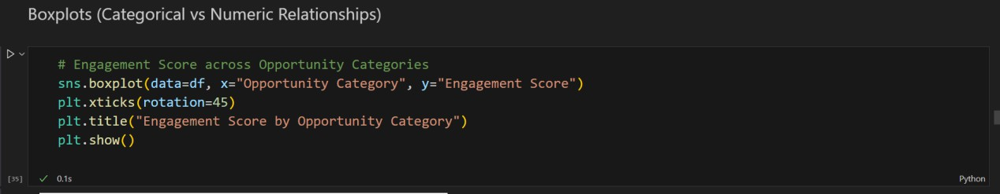 Boxplots (Categorical vs Numeric Relationships)
# Engagement Score across Opportunity Categories
sns.boxplot(data=df, x="Opportunity Category", y="Engagement Score")
plt.xticks(rotation=45)
plt.title("Engagement Score by Opportunity Category")
plt.show()
[35] ✓ 0.1s Python